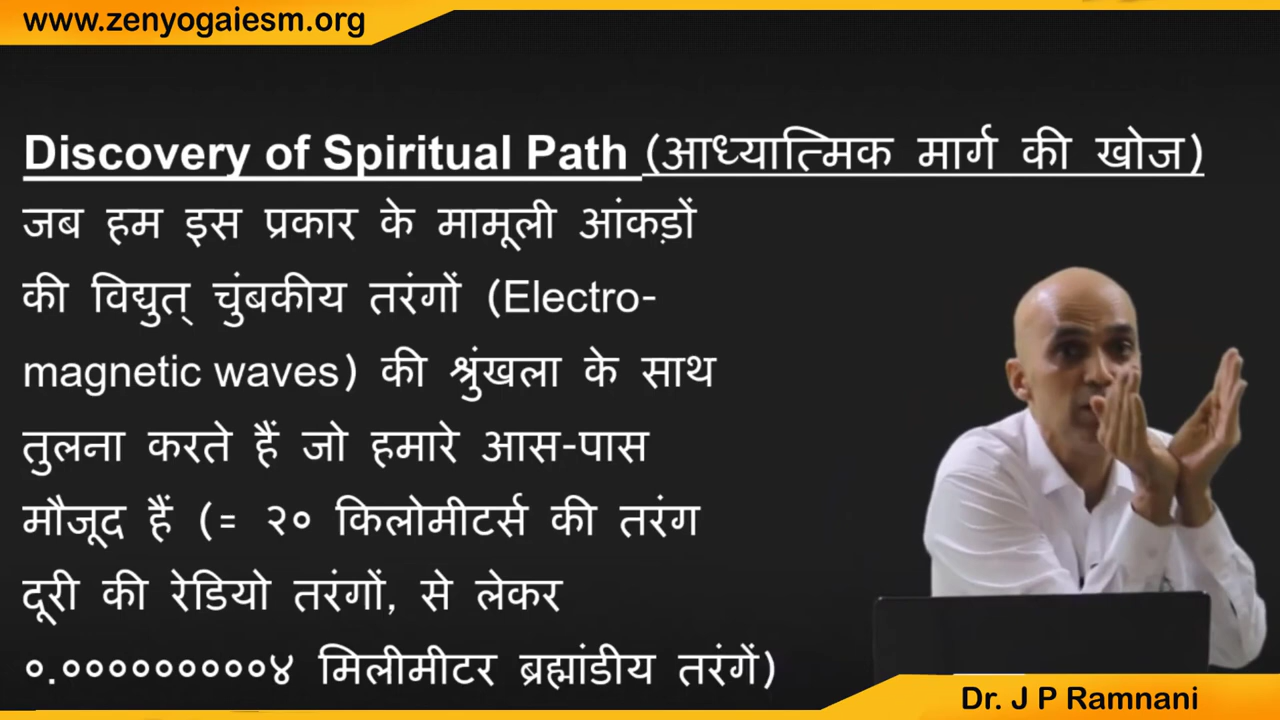 www.zenyogaiesm.org
Discovery of Spiritual Path (आध्यात्मिक मार्ग की खोज)
जब हम इस प्रकार के मामूली आंकड़ों
की विद्युत् चुंबकीय तरंगों (Electro-
magnetic waves) की श्रुंखला के साथ
तुलना करते हैं जो हमारे आस-पास
मौजूद हैं (= २० किलोमीटर्स की तरंग
दूरी की रेडियो तरंगों, से लेकर
०.०००००००००४ मिलीमीटर ब्रह्मांडीय तरंगें)
Dr. J P Ramnani